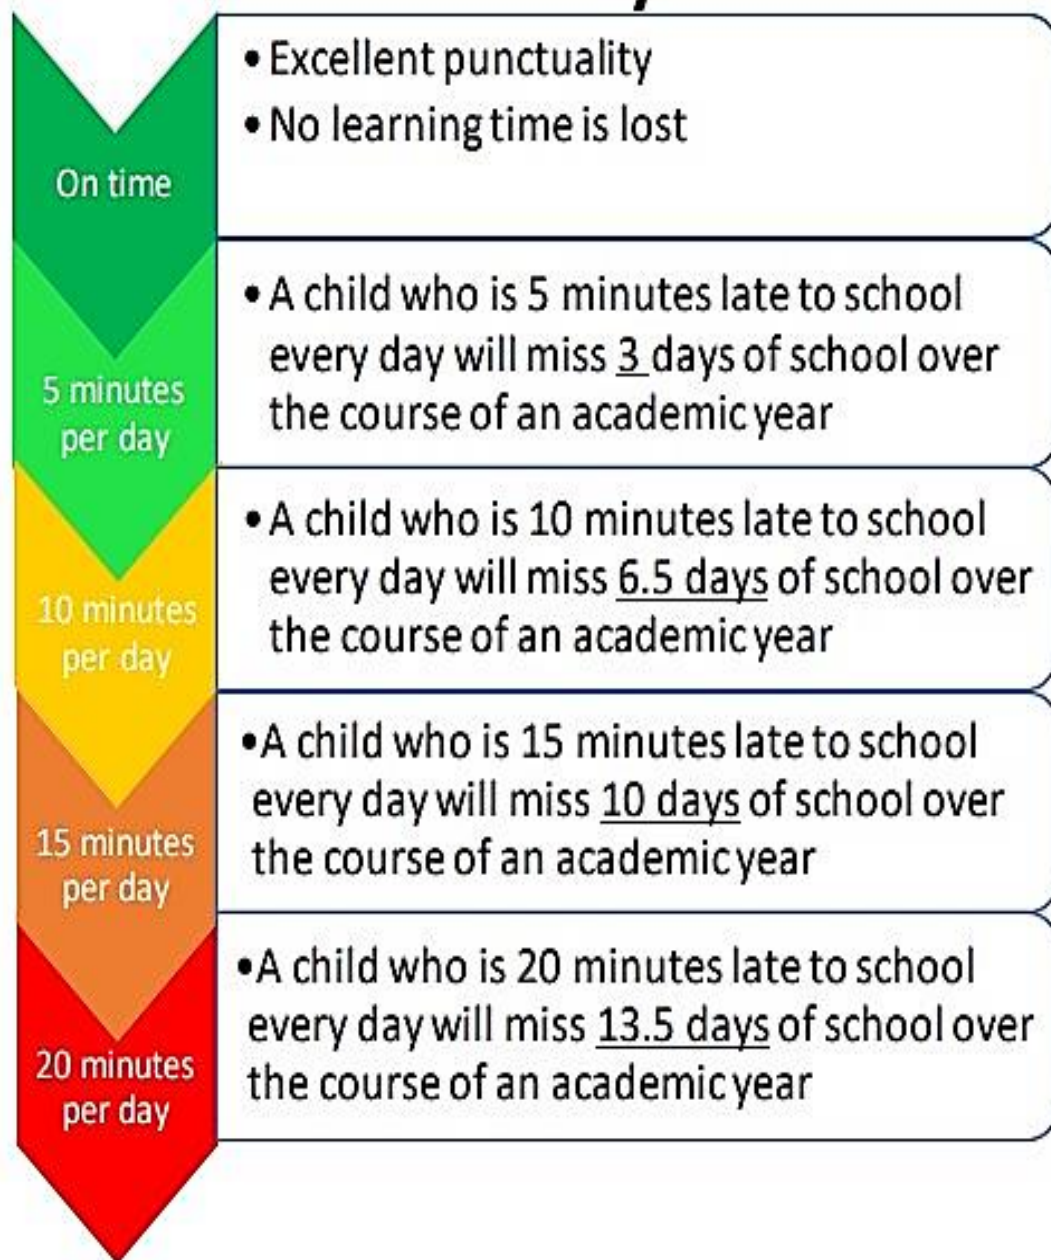 • Excellent punctuality
• No learning time is lost
On time
• A child who is 5 minutes late to school
every day will miss 3 days of school over
the course of an academic year
5 minutes
per day
• A child who is 10 minutes late to school
every day will miss 6.5 days of school over
the course of an academic year
10 minutes
per day
•A child who is 15 minutes late to school
every day will miss 10 days of school over
the course of an academic year
15 minutes
per day
•A child who is 20 minutes late to school
every day will miss 13.5 days of school over
the course of an academic year
20 minutes
per day